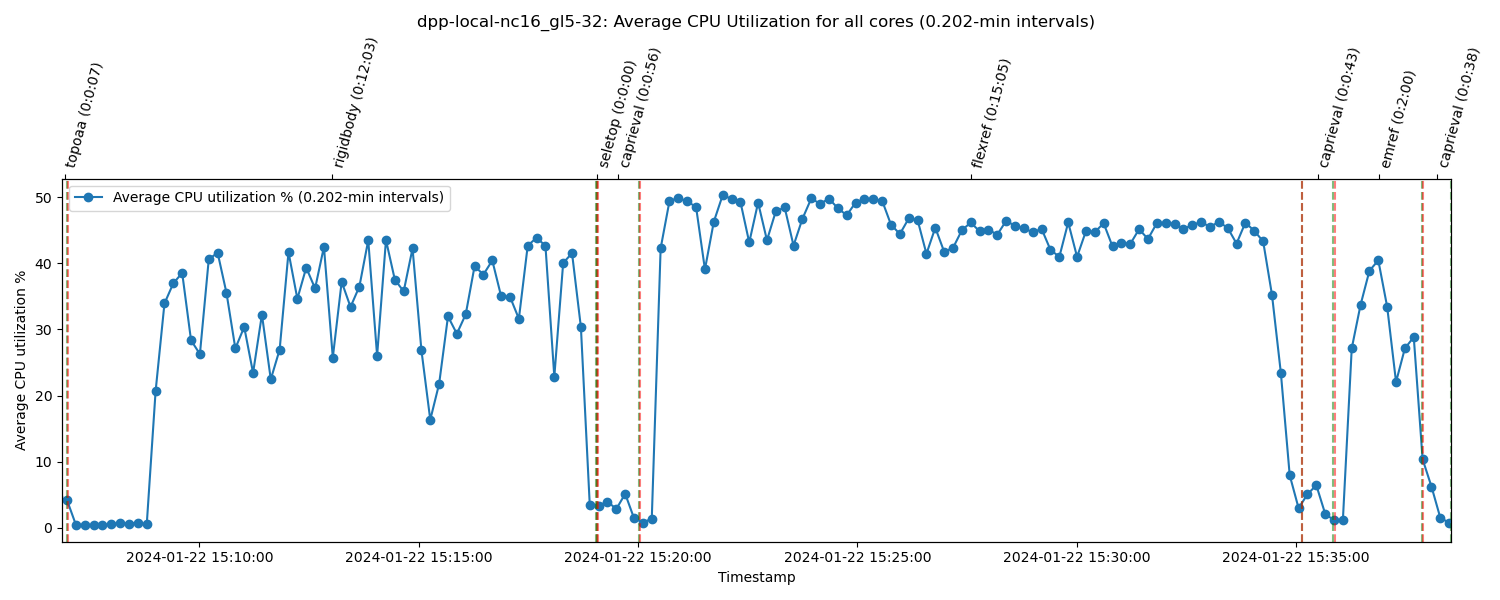 dpp-local-nc16_gl5-32: Average CPU Utilization for all cores (0.202-min intervals)
topoaa (0:0:07)
rigidbody (0:12:03)
seletop (0:0:00)
caprieval (0:0:56)
flexref (0:15:05)
caprieval (0:0:43)
emref (0:2:00)
caprieval (0:0:38)
Average CPU utilization % (0.202-min intervals)
Average CPU utilization %
50
40
30
20
10
0
2024-01-22 15:10:00
2024-01-22 15:15:00
2024-01-22 15:20:00
2024-01-22 15:25:00
2024-01-22 15:30:00
2024-01-22 15:35:00
Timestamp